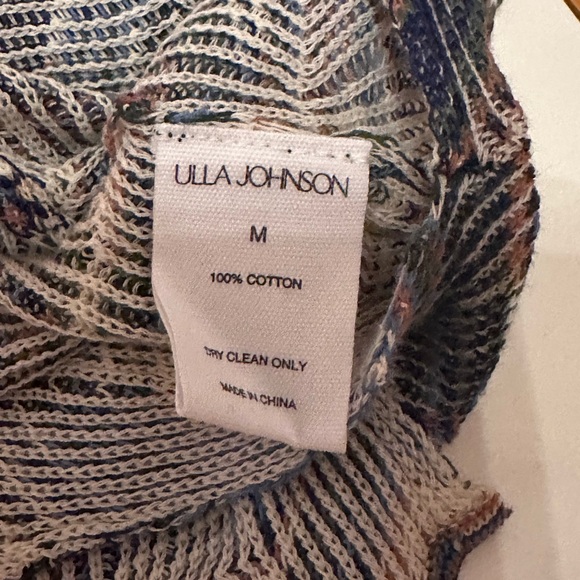 ULLA JOHNSON
M
100% COTTON
DRY CLEAN ONLY
MADE IN CHINA